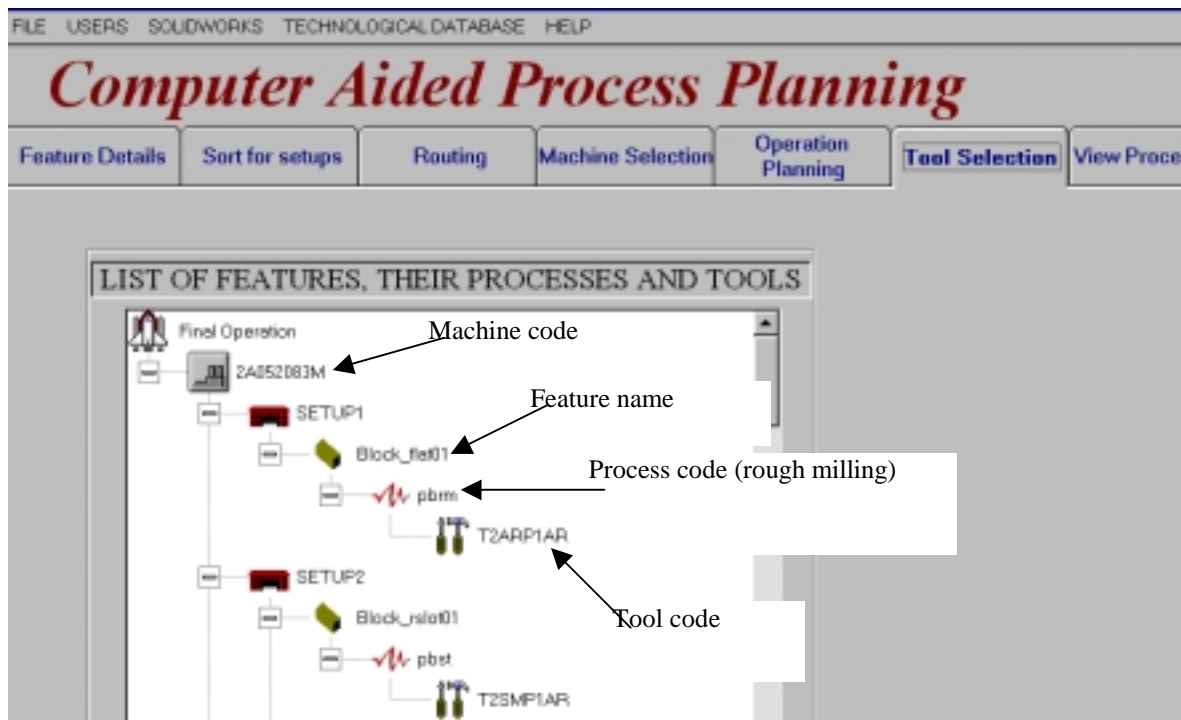 FILE USERS SOLIDWORKS TECHNOLOGICAL DATABASE HELP
Computer Aided Process Planning
Feature Details Sort for setups Routing Machine Selection Operation Planning Tool Selection View Proce
LIST OF FEATURES, THEIR PROCESSES AND TOOLS
Final Operation
Machine code
2A052083M
Feature name
SETUP1
Block_flat01
Process code (rough milling)
pbrm
T2ARP1AR
SETUP2
Tool code
Block_rslot01
pbst
T2SMP1AR